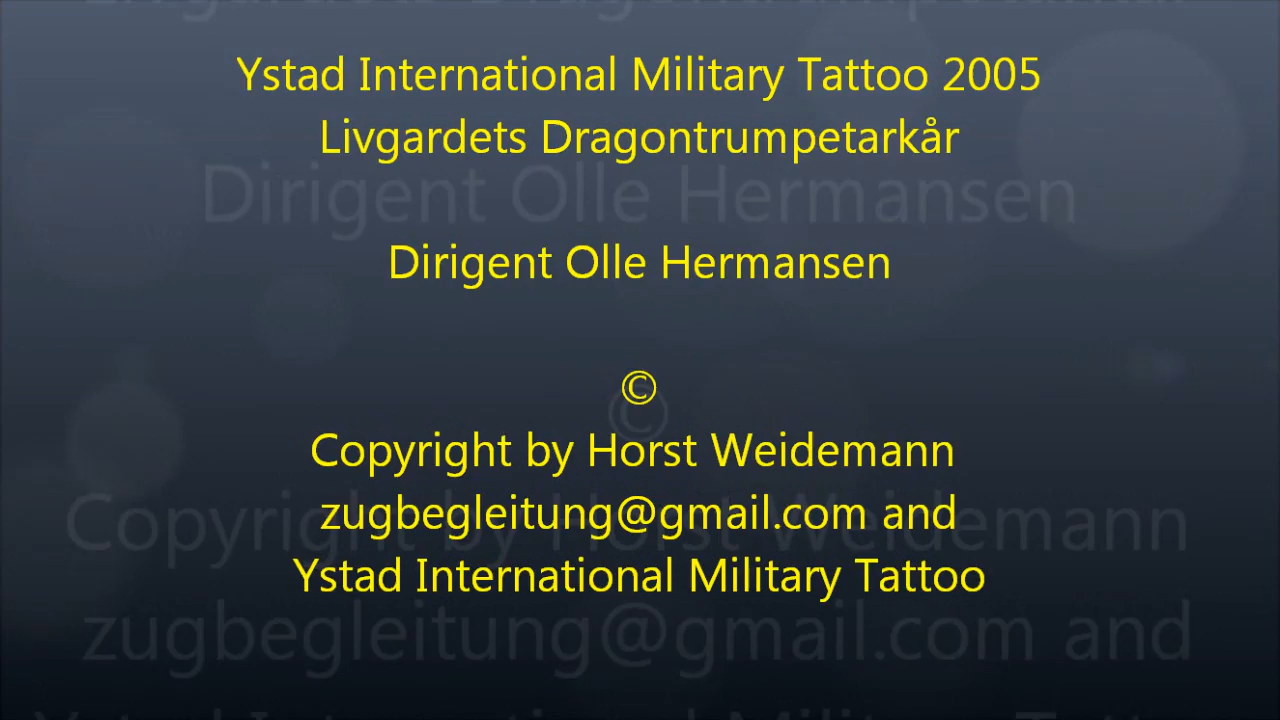 Ystad International Military Tattoo 2005
Livgardets Dragontrumpetarkår
Dirigent Olle Hermansen
©
Copyright by Horst Weidemann
zugbegleitung@gmail.com and
Ystad International Military Tattoo